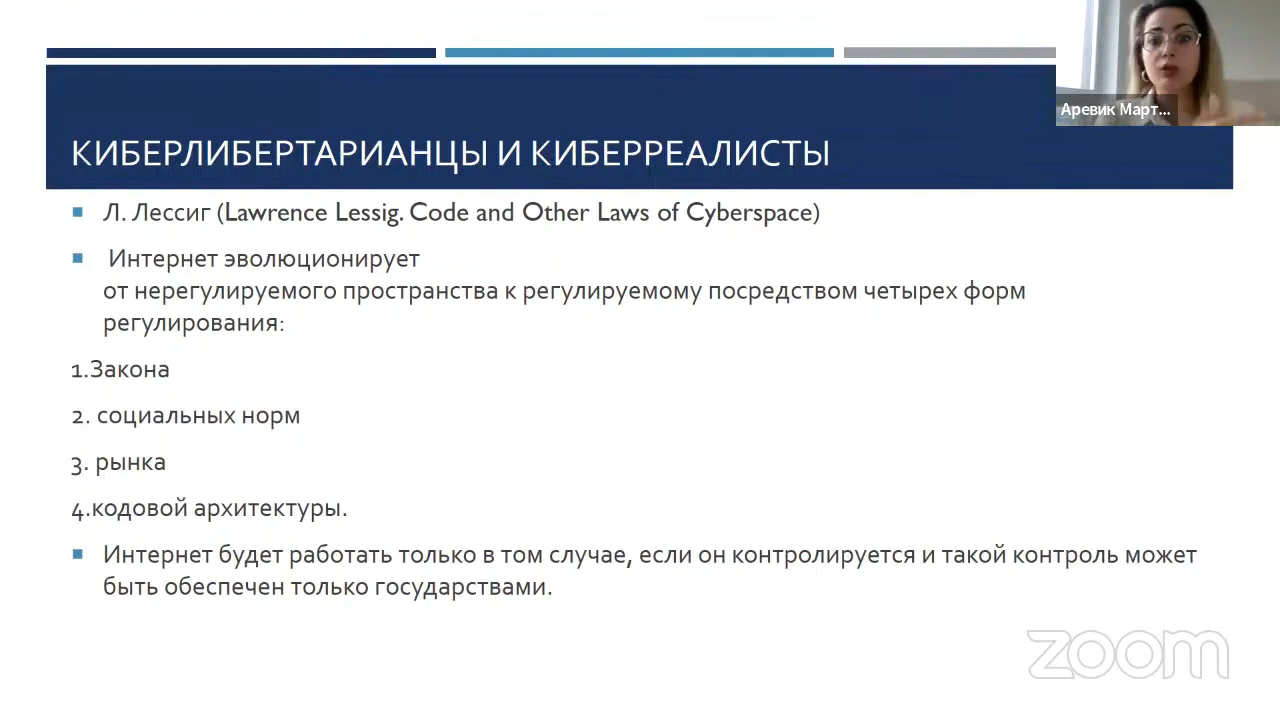 Аревик Март...
КИБЕРЛИБЕРТАРИАНЦЫ И КИБЕРРЕАЛИСТЫ
Л. Лессиг (Lawrence Lessig. Code and Other Laws of Cyberspace)
Интернет эволюционирует
от нерегулируемого пространства к регулируемому посредством четырех форм
регулирования:
1.Закона
2. социальных норм
3. рынка
4.кодовой архитектуры.
Интернет будет работать только в том случае, если он контролируется и такой контроль может
быть обеспечен только государствами.
zoom